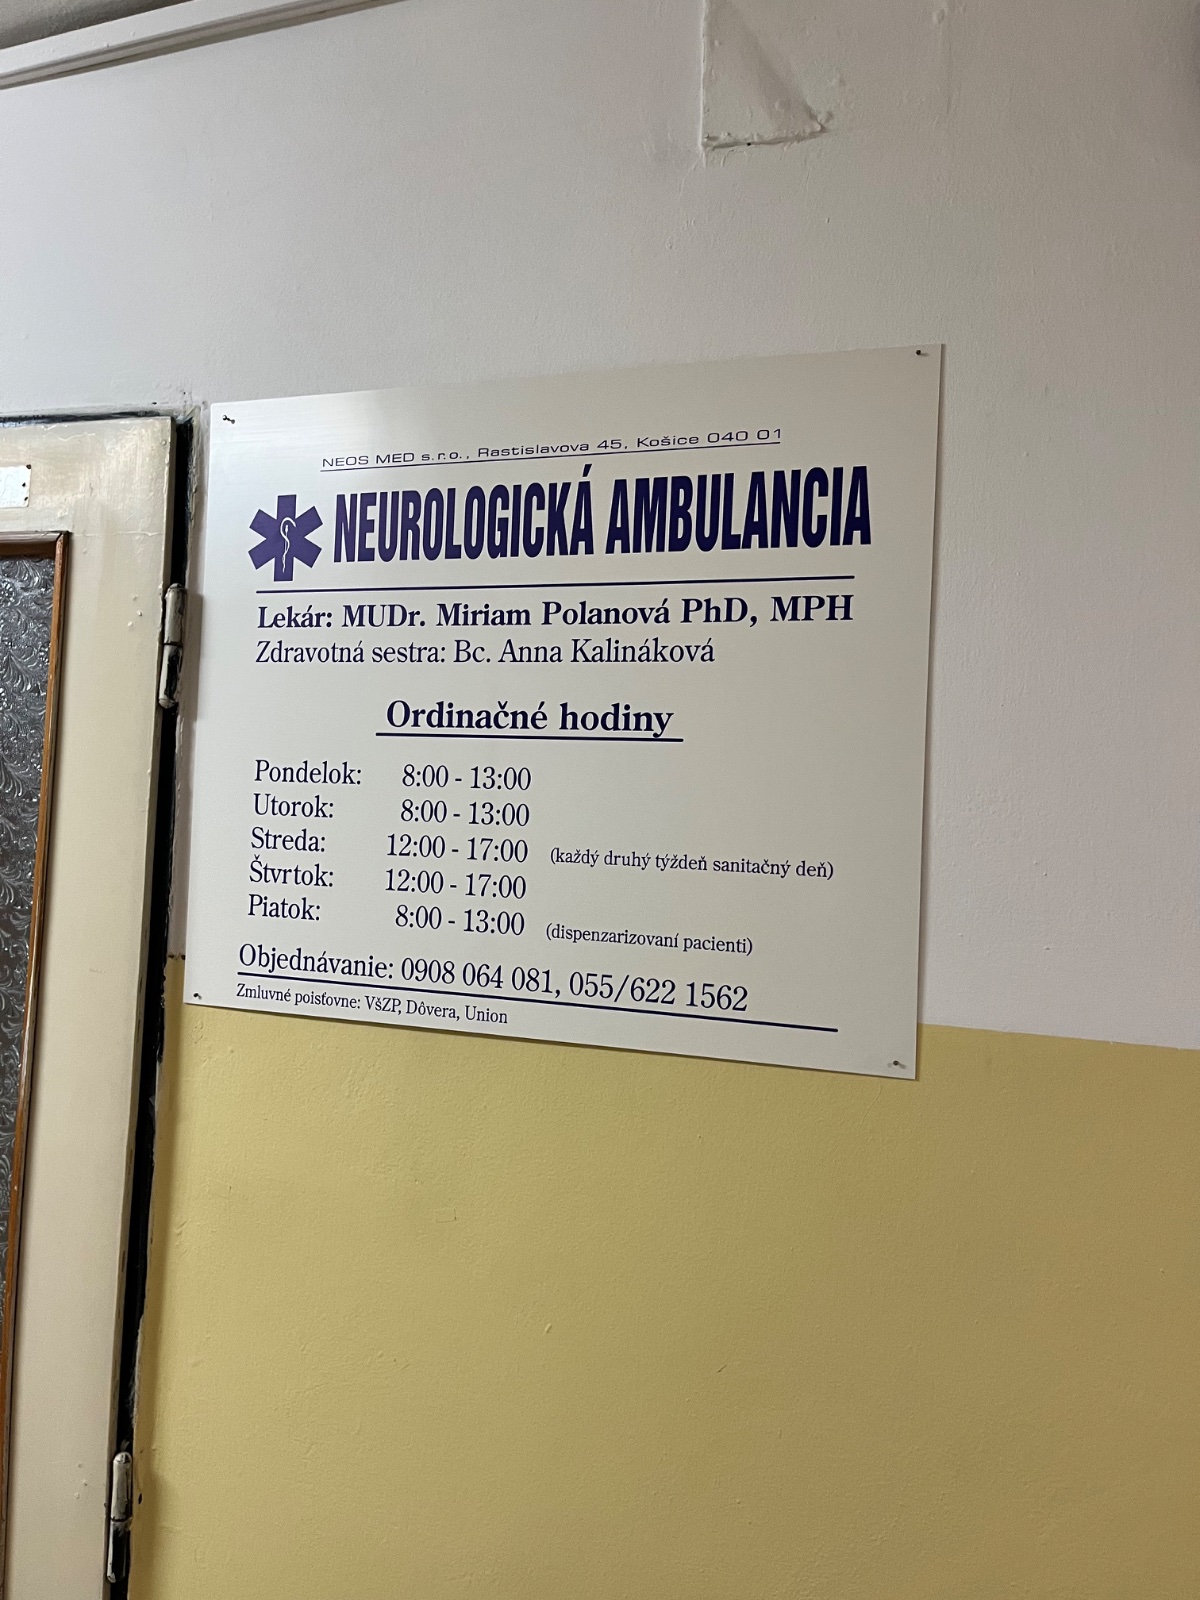 NEOS MED s.r.o., Rastislavova 45, Košice 040 01
NEUROLOGICKÁ AMBULANCIA
Lekár: MUDr. Miriam Polanová PhD, MPH
Zdravotná sestra: Bc. Anna Kalináková
Ordinačné hodiny
Pondelok: 8:00 - 13:00
Utorok: 8:00 - 13:00
Streda: 12:00 - 17:00 (každý druhý týždeň sanitačný deň)
Štvrtok: 12:00 - 17:00
Piatok: 8:00 - 13:00 (dispenzarizovaní pacienti)
Objednávanie: 0908 064 081, 055/622 1562
Zmluvné poisťovne: VšZP, Dôvera, Union